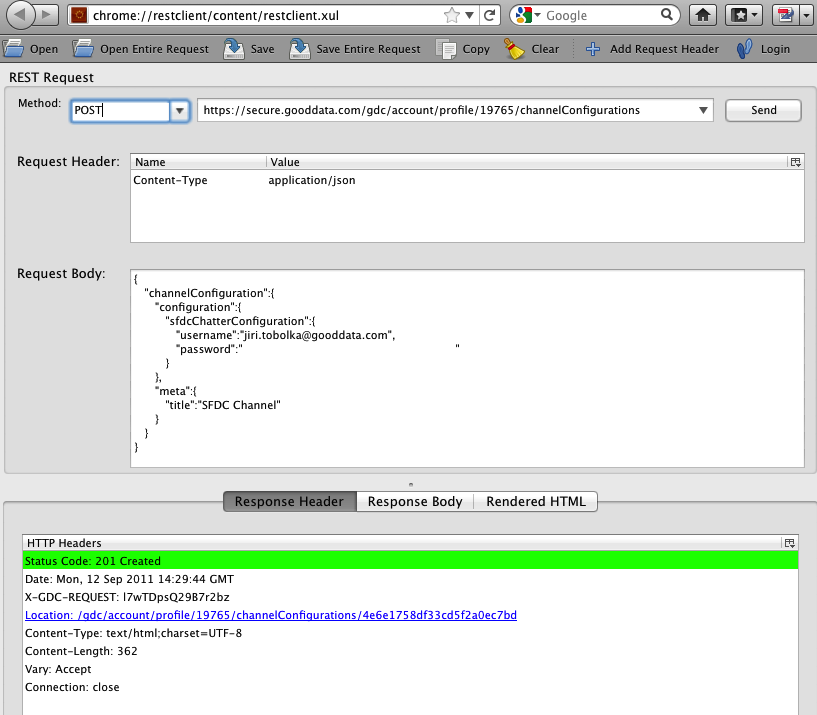 chrome://restclient/content/restclient.xul
Google
Open Open Entire Request Save Save Entire Request Copy Clear Add Request Header Login
REST Request
Method: POST https://secure.gooddata.com/gdc/account/profile/19765/channelConfigurations Send
Request Header: Name Value
Content-Type application/json
Request Body:
{
"channelConfiguration":{
"configuration":{
"sfdcChatterConfiguration":{
"username":"jiri.tobolka@gooddata.com",
"password":" "
}
},
"meta":{
"title":"SFDC Channel"
}
}
}
Response Header Response Body Rendered HTML
HTTP Headers
Status Code: 201 Created
Date: Mon, 12 Sep 2011 14:29:44 GMT
X-GDC-REQUEST: l7wTDpsQ29B7r2bz
Location: /gdc/account/profile/19765/channelConfigurations/4e6e1758df33cd5f2a0ec7bd
Content-Type: text/html;charset=UTF-8
Content-Length: 362
Vary: Accept
Connection: close